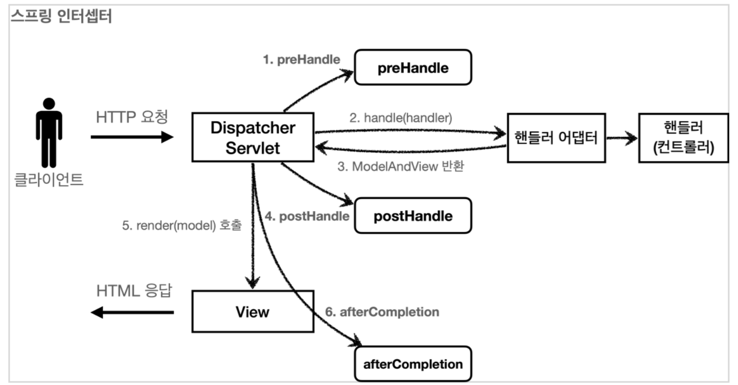 스프링 인터셉터
1. preHandle
preHandle
HTTP 요청
Dispatcher
Servlet
2. handle(handler)
3. ModelAndView 반환
핸들러 어댑터
핸들러
(컨트롤러)
클라이언트
4. postHandle
postHandle
5. render(model) 호출
HTML 응답
View
6. afterCompletion
afterCompletion